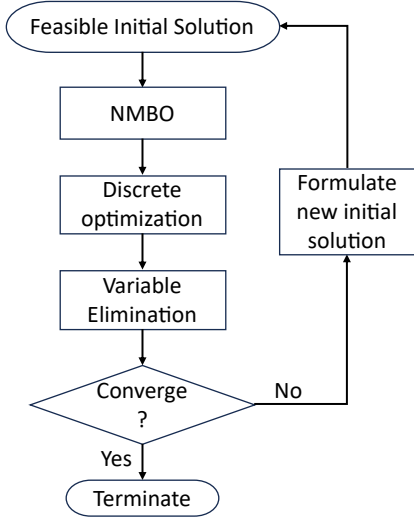 Feasible Initial Solution
NMBO
Discrete
optimization
Formulate
new initial
solution
Variable
Elimination
Converge
?
No
Yes
Terminate